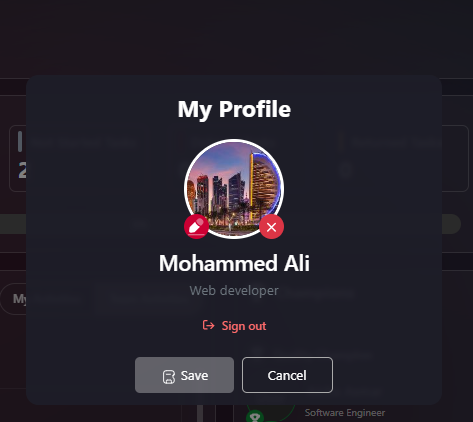 My Profile
Mohammed Ali
Web developer
Sign out
Save
Cancel
Software Engineer